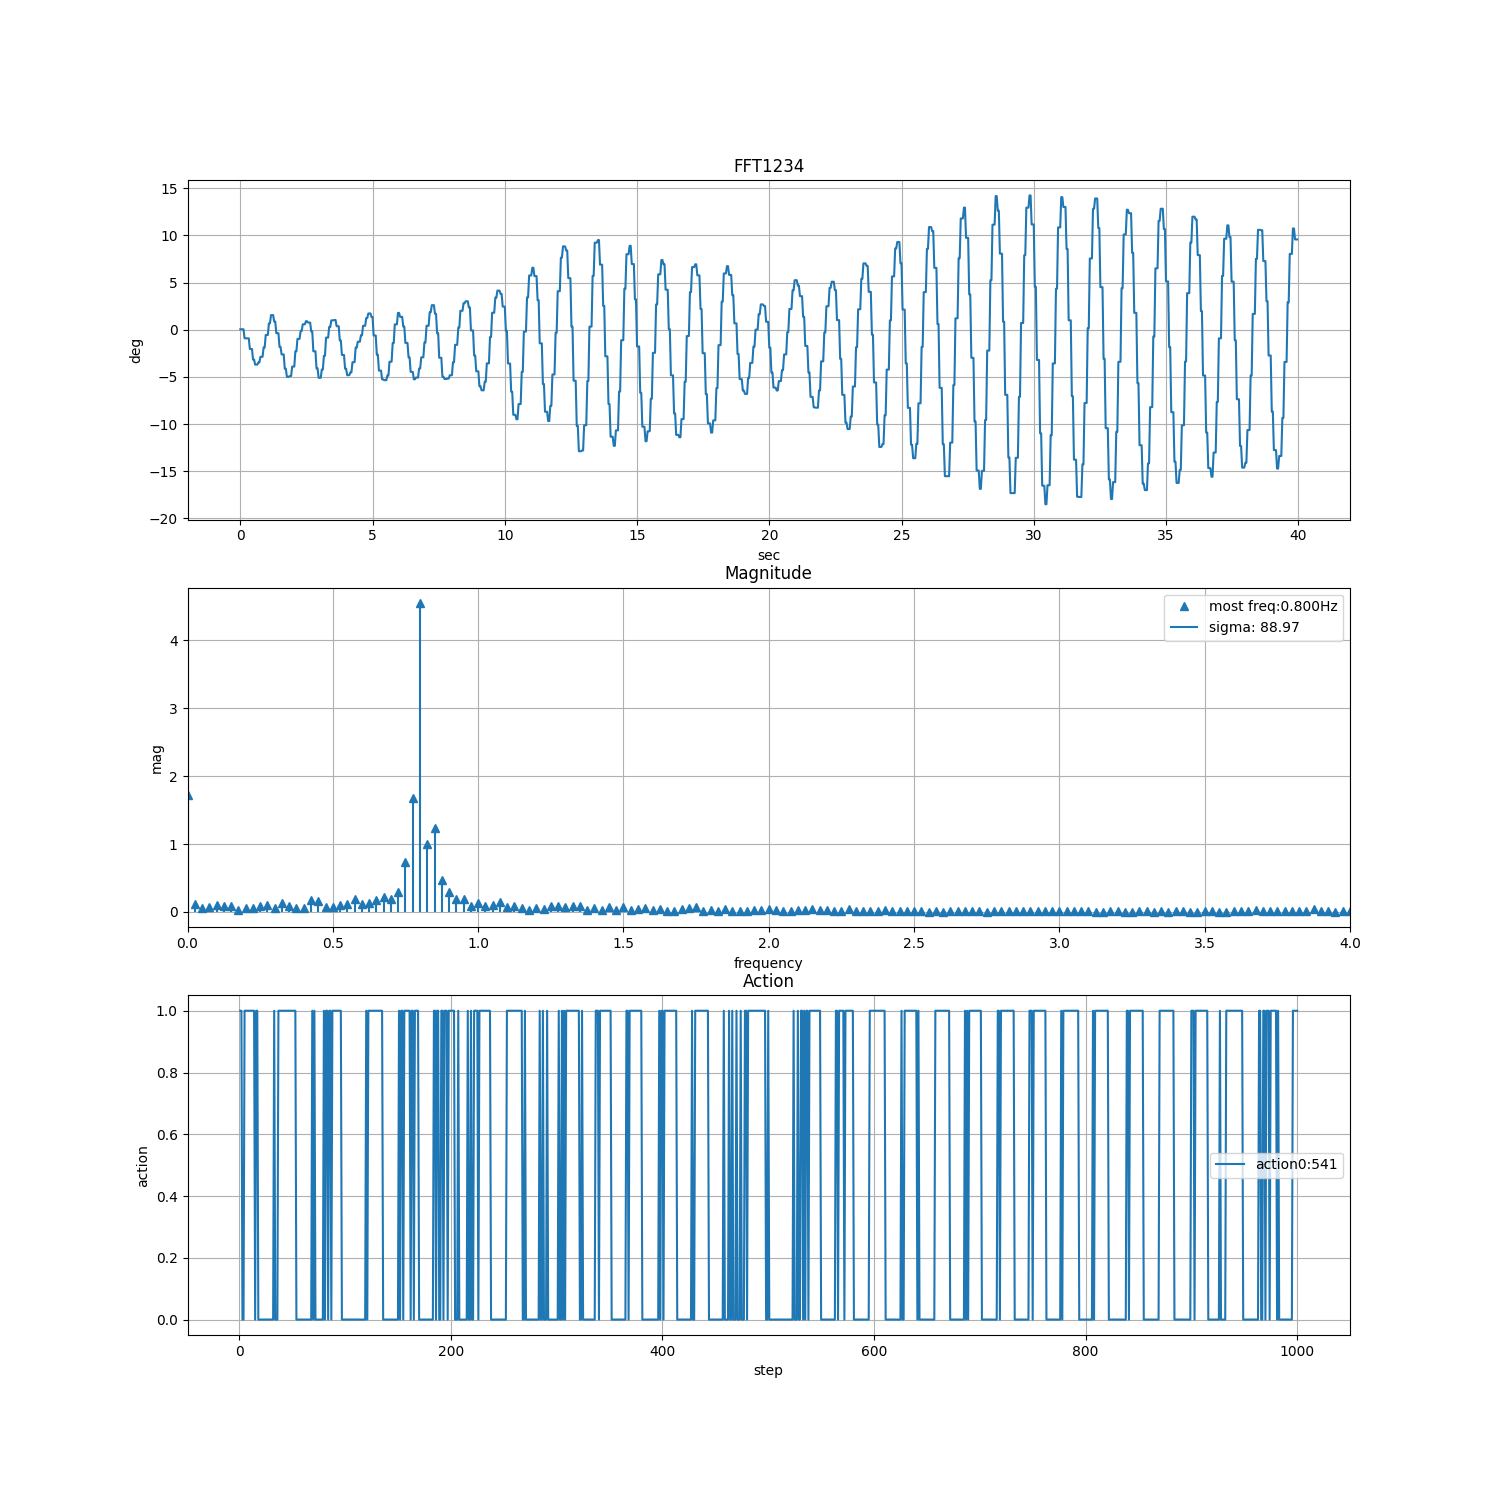 FFT1234
15
10
5
0
−5
−10
−15
−20
deg
0 5 10 15 20 25 30 35 40
sec
Magnitude
most freq:0.800Hz
sigma: 88.97
4
3
2
1
0
mag
0.0 0.5 1.0 1.5 2.0 2.5 3.0 3.5 4.0
frequency
Action
1.0
0.8
0.6
0.4
0.2
0.0
action
action0:541
0 200 400 600 800 1000
step